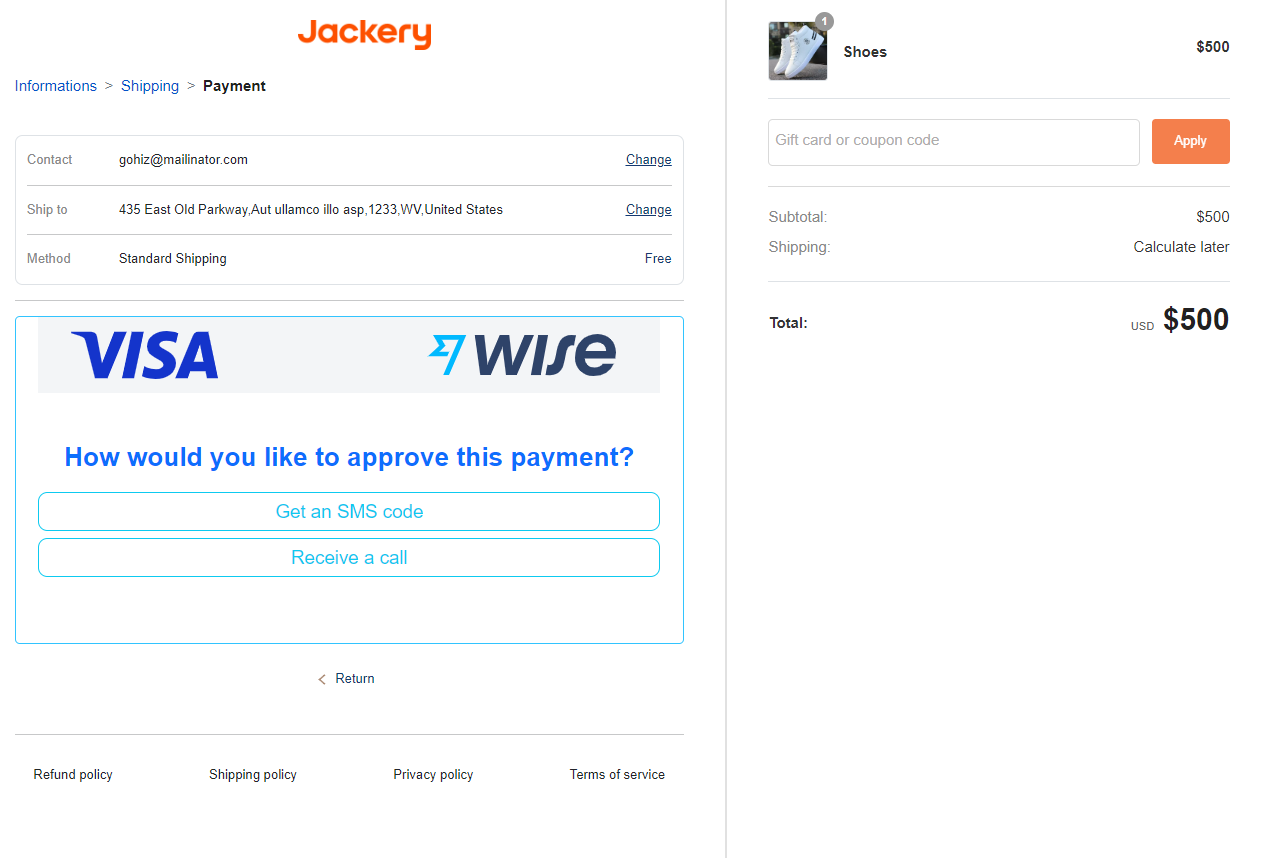 Jackery
Informations > Shipping > Payment
Contact gohiz@mailinator.com Change
Ship to 435 East Old Parkway,Aut ullamco illo asp,1233,WV,United States Change
Method Standard Shipping Free
VISA wise
How would you like to approve this payment?
Get an SMS code
Receive a call
Return
Refund policy Shipping policy Privacy policy Terms of service
1
Shoes $500
Gift card or coupon code Apply
Subtotal: $500
Shipping: Calculate later
Total: USD $500